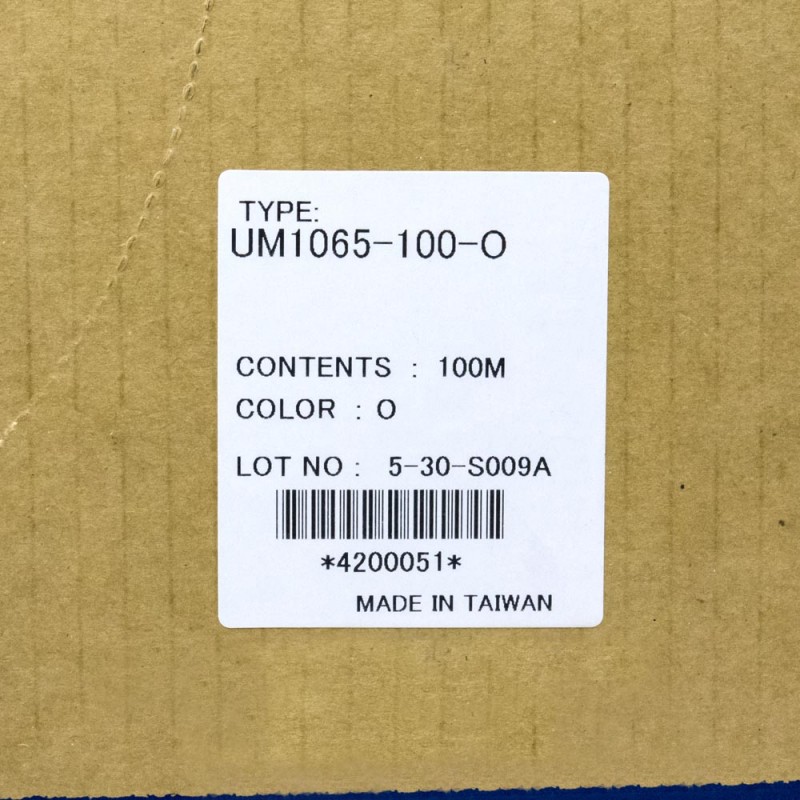 TYPE:
UM1065-100-O
CONTENTS : 100M
COLOR : O
LOT NO : 5-30-S009A
*4200051*
MADE IN TAIWAN